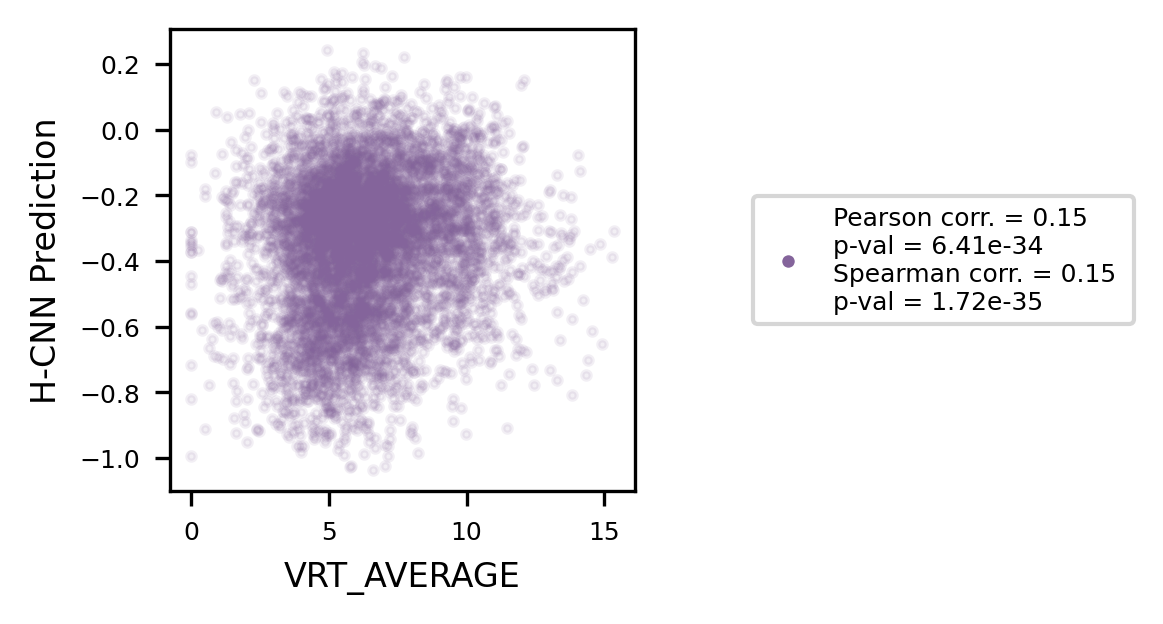 0.2
0.0
−0.2
−0.4
−0.6
−0.8
−1.0
H-CNN Prediction
0 5 10 15
VRT_AVERAGE
Pearson corr. = 0.15
p-val = 6.41e-34
Spearman corr. = 0.15
p-val = 1.72e-35